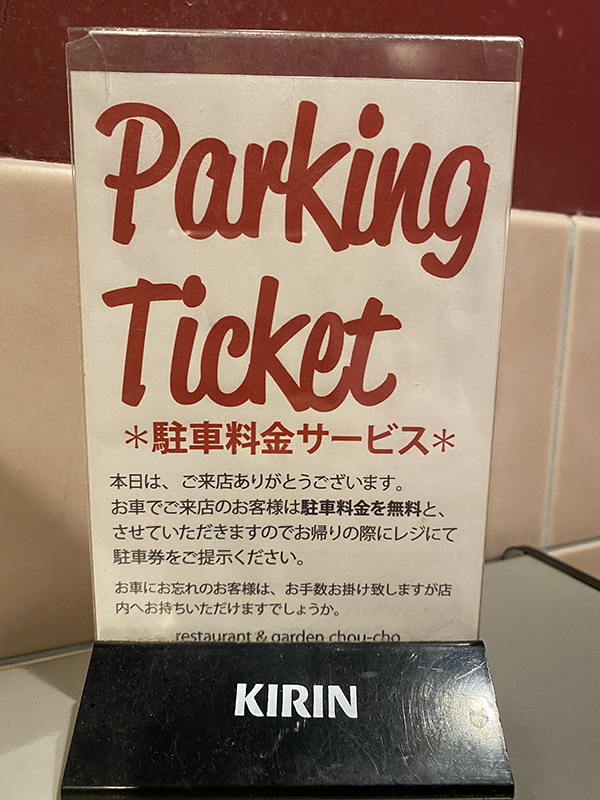 Parking
Ticket
＊駐車料金サービス＊
本日は、ご来店ありがとうございます。
お車でご来店のお客様は駐車料金を無料と、
させていただきますのでお帰りの際にレジにて
駐車券をご提示ください。
お車にお忘れのお客様は、お手数お掛け致しますが店
内へお持ちいただけますでしょうか。
restaurant & garden chou-cho
KIRIN